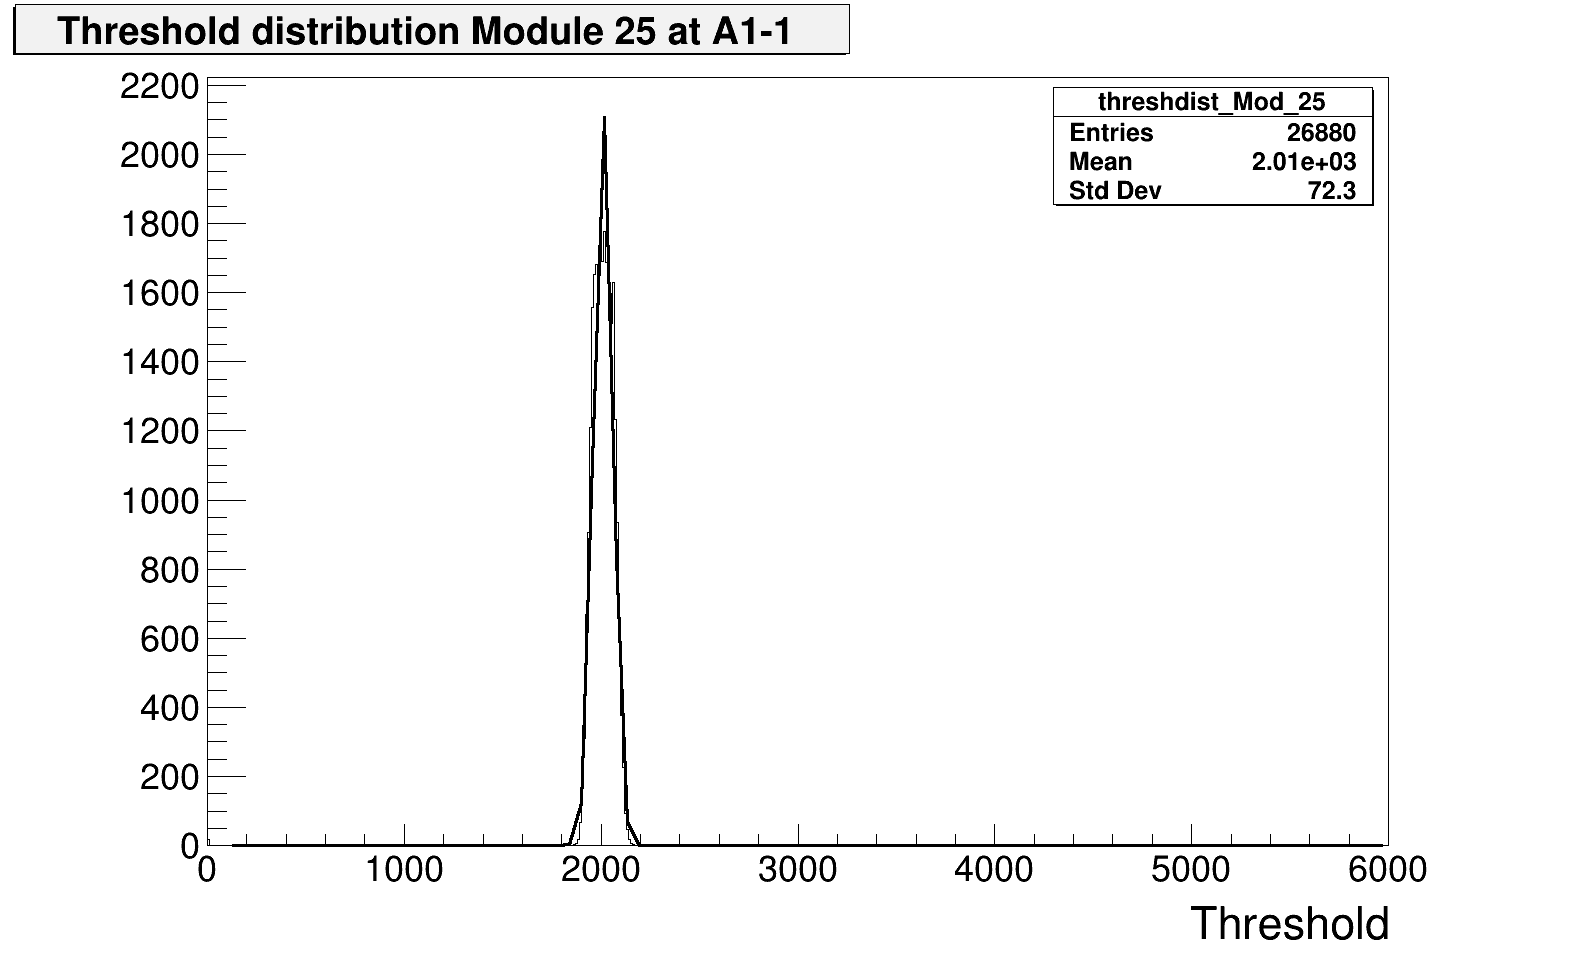 Threshold distribution Module 25 at A1-1
threshdist_Mod_25
Entries 26880
Mean 2.01e+03
Std Dev 72.3
2200
2000
1800
1600
1400
1200
1000
800
600
400
200
0
0 1000 2000 3000 4000 5000 6000
Threshold